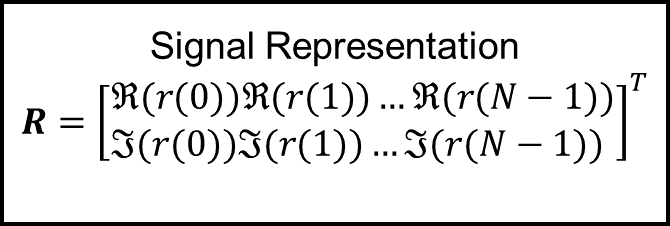 Signal Representation
R = [ℜ(r(0))ℜ(r(1)) … ℜ(r(N − 1))
ℑ(r(0))ℑ(r(1)) … ℑ(r(N − 1))]^T